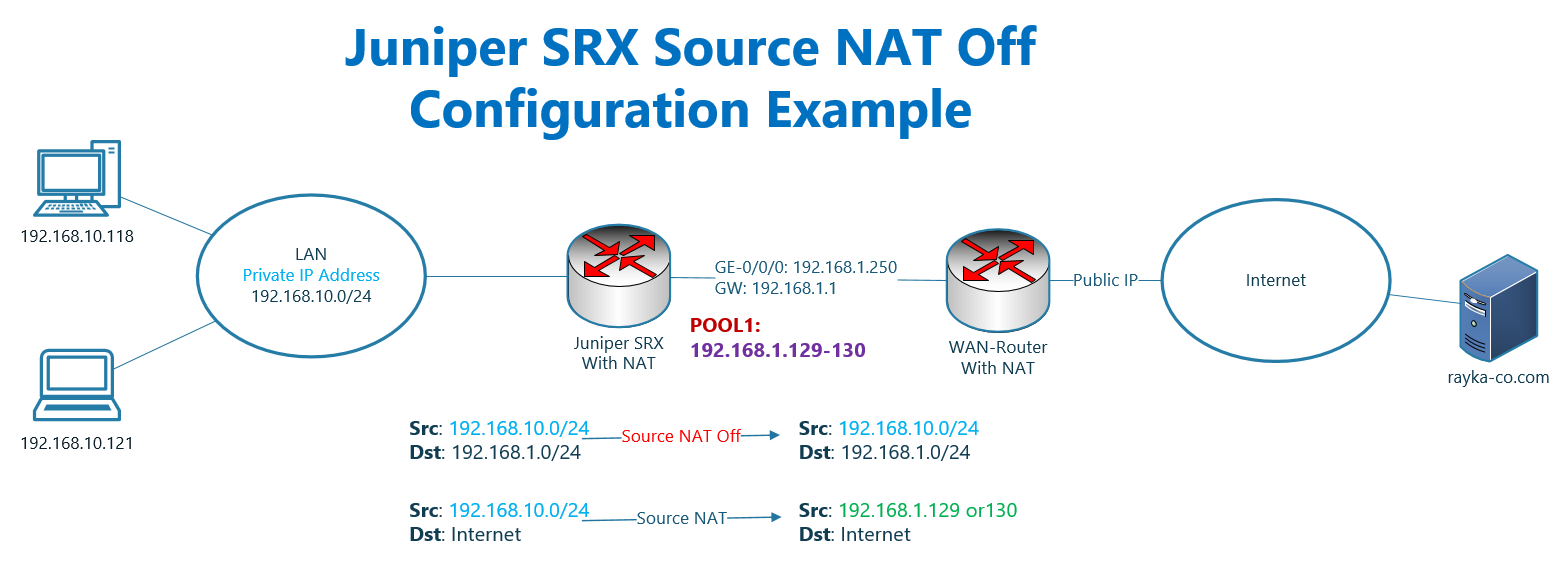 Juniper SRX Source NAT Off
Configuration Example
192.168.10.118
LAN
Private IP Address
192.168.10.0/24
192.168.10.121
Juniper SRX
With NAT
GE-0/0/0: 192.168.1.250
GW: 192.168.1.1
POOL1:
192.168.1.129-130
WAN-Router
With NAT
Public IP
Internet
rayka-co.com
Src: 192.168.10.0/24
Dst: 192.168.1.0/24
Source NAT Off
Src: 192.168.10.0/24
Dst: 192.168.1.0/24
Src: 192.168.10.0/24
Dst: Internet
Source NAT
Src: 192.168.1.129 or130
Dst: Internet